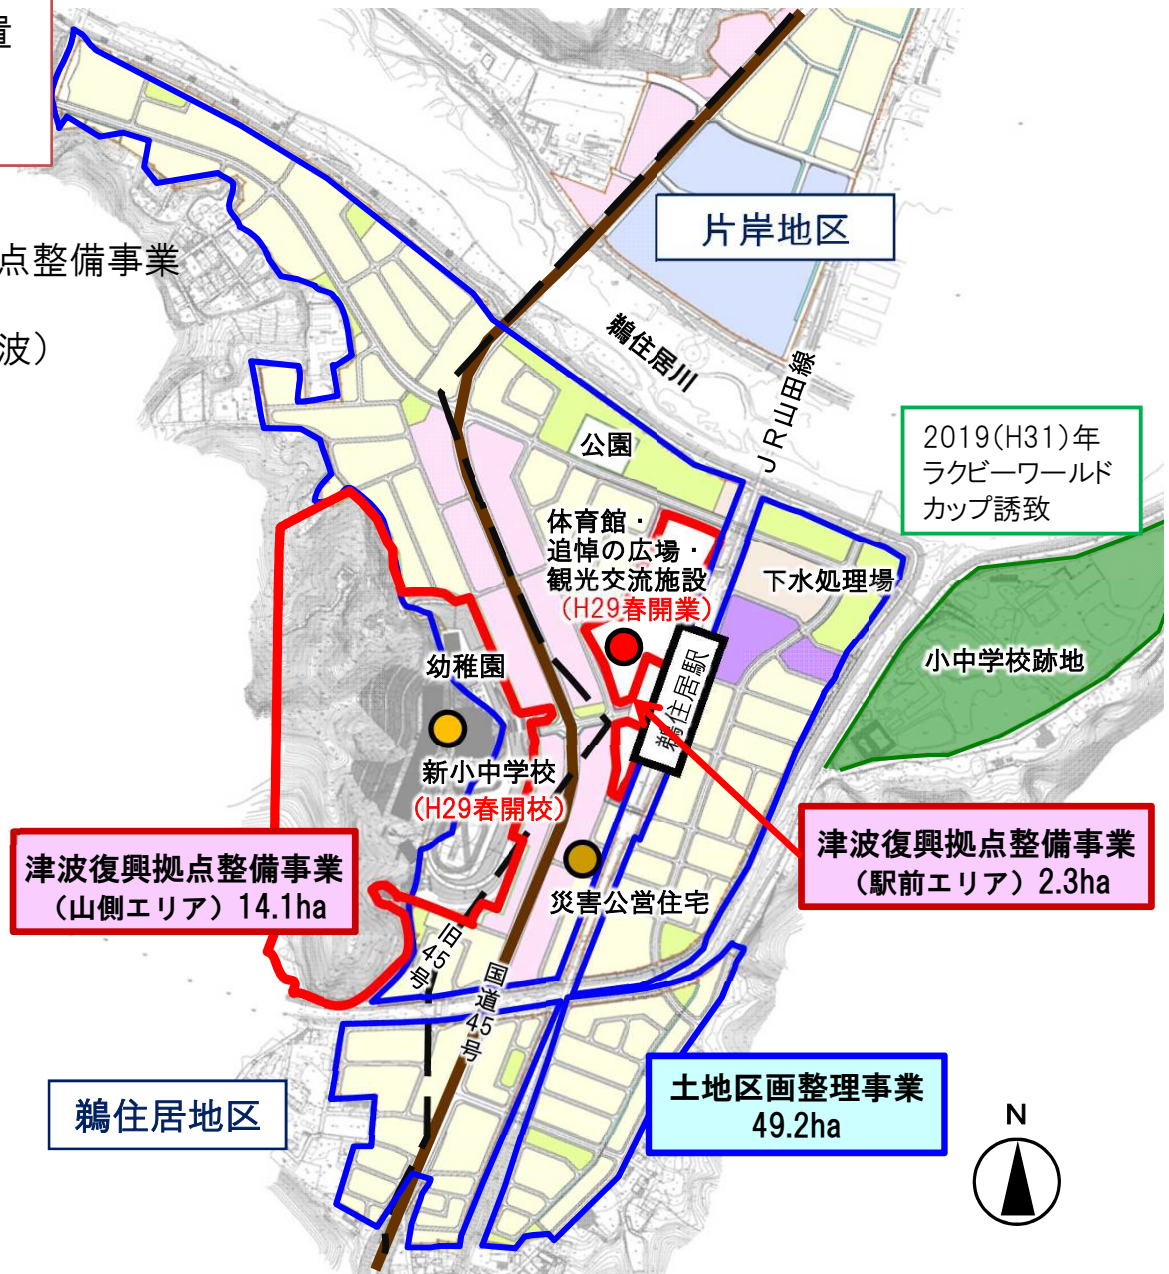 置
点整備事業
波）
片岸地区
鵜住居川
JR山田線
2019(H31)年
ラクビーワールド
カップ誘致
公園
体育館・
追悼の広場・
観光交流施設
（H29春開業）
下水処理場
小中学校跡地
幼稚園
鵜住居駅
新小中学校
（H29春開校）
津波復興拠点整備事業
（山側エリア）14.1ha
津波復興拠点整備事業
（駅前エリア）2.3ha
災害公営住宅
旧45号
国道45号
土地区画整理事業
49.2ha
鵜住居地区
N